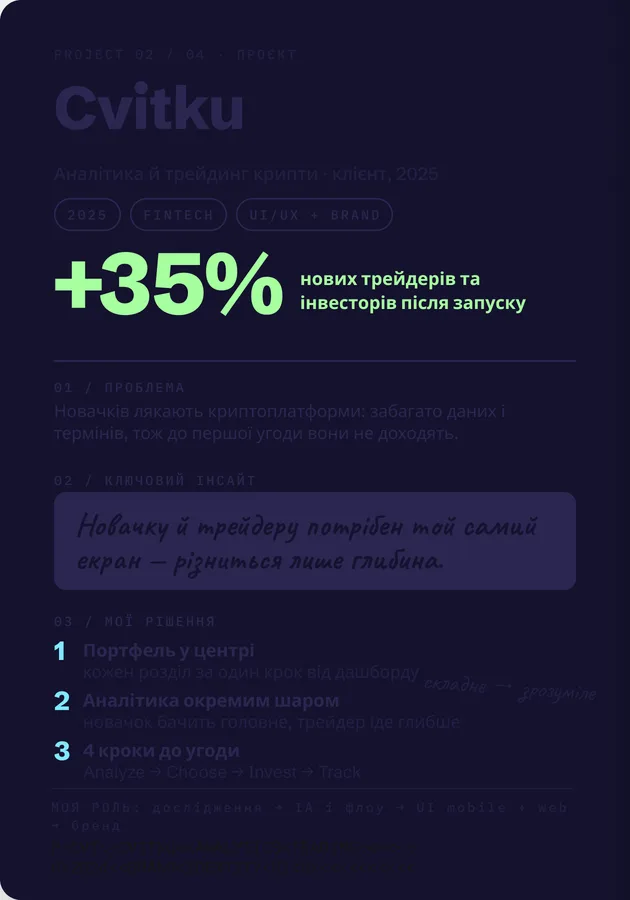 PROJECT 02 / 04 · ПРОЄКТ
Cvitku
Аналітика й трейдинг крипти · клієнт, 2025
2025 FINTECH UI/UX + BRAND
+35% нових трейдерів та
інвесторів після запуску
01 / ПРОБЛЕМА
Новачків лякають криптоплатформи: забагато даних і
термінів, тож до першої угоди вони не доходять.
02 / КЛЮЧОВИЙ ІНСАЙТ
Новачку й трейдеру потрібен той самий
екран — різниться лише глибина.
03 / МОЇ РІШЕННЯ
1 Портфель у центрі
кожен розділ за один крок від дашборду
складне → зрозуміле
2 Аналітика окремим шаром
новачок бачить головне, трейдер іде глибше
3 4 кроки до угоди
Analyze → Choose → Invest → Track
МОЯ РОЛЬ: дослідження → IA і флоу → UI mobile + web
→ бренд